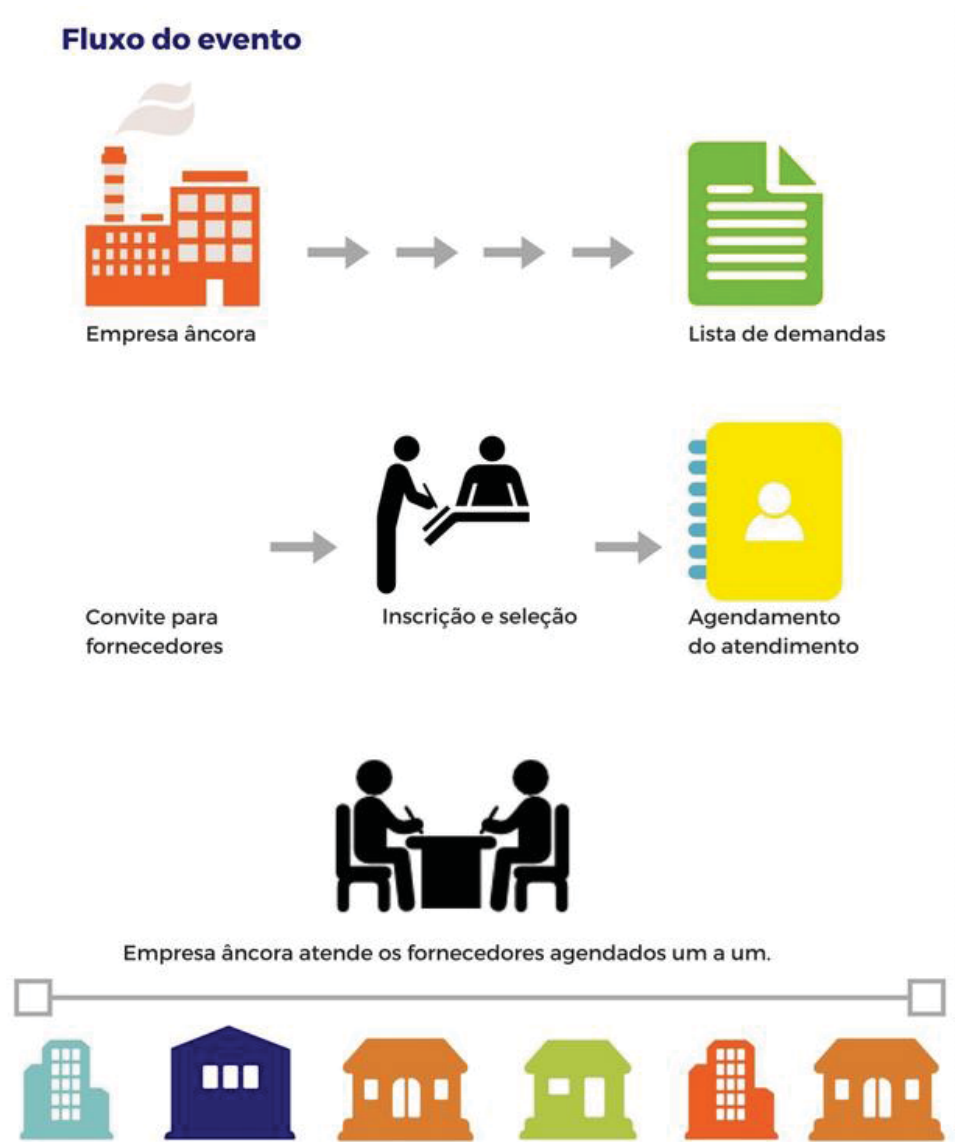 Fluxo do evento
Empresa âncora
Lista de demandas
Convite para
fornecedores
Inscrição e seleção
Agendamento
do atendimento
Empresa âncora atende os fornecedores agendados um a um.